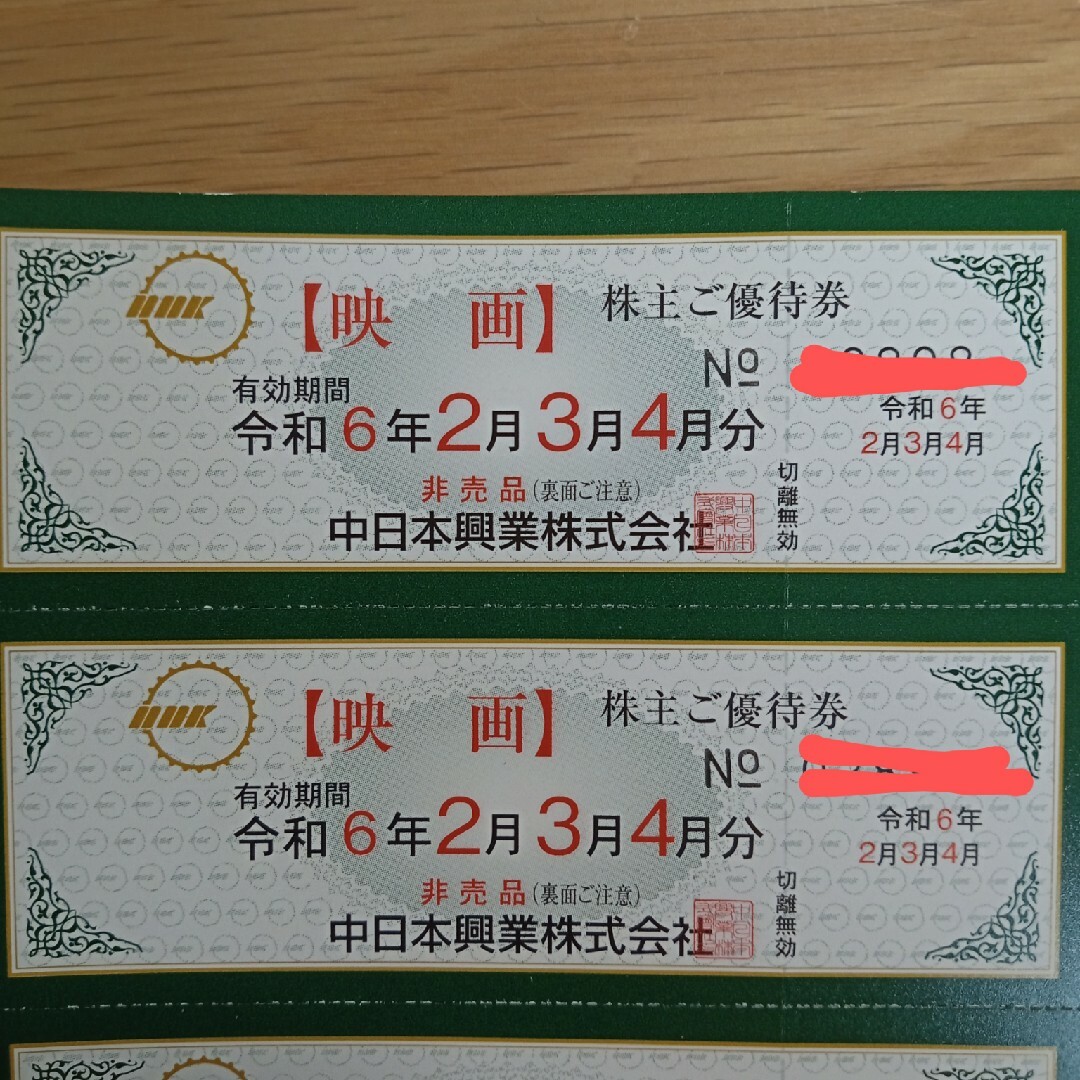 【映 画】 株主ご優待券
No
有効期間
令和6年2月3月4月分
令和6年
2月3月4月
非売品(裏面ご注意)
中日本興業株式会社
切離無効
【映 画】 株主ご優待券
No
有効期間
令和6年2月3月4月分
令和6年
2月3月4月
非売品(裏面ご注意)
中日本興業株式会社
切離無効